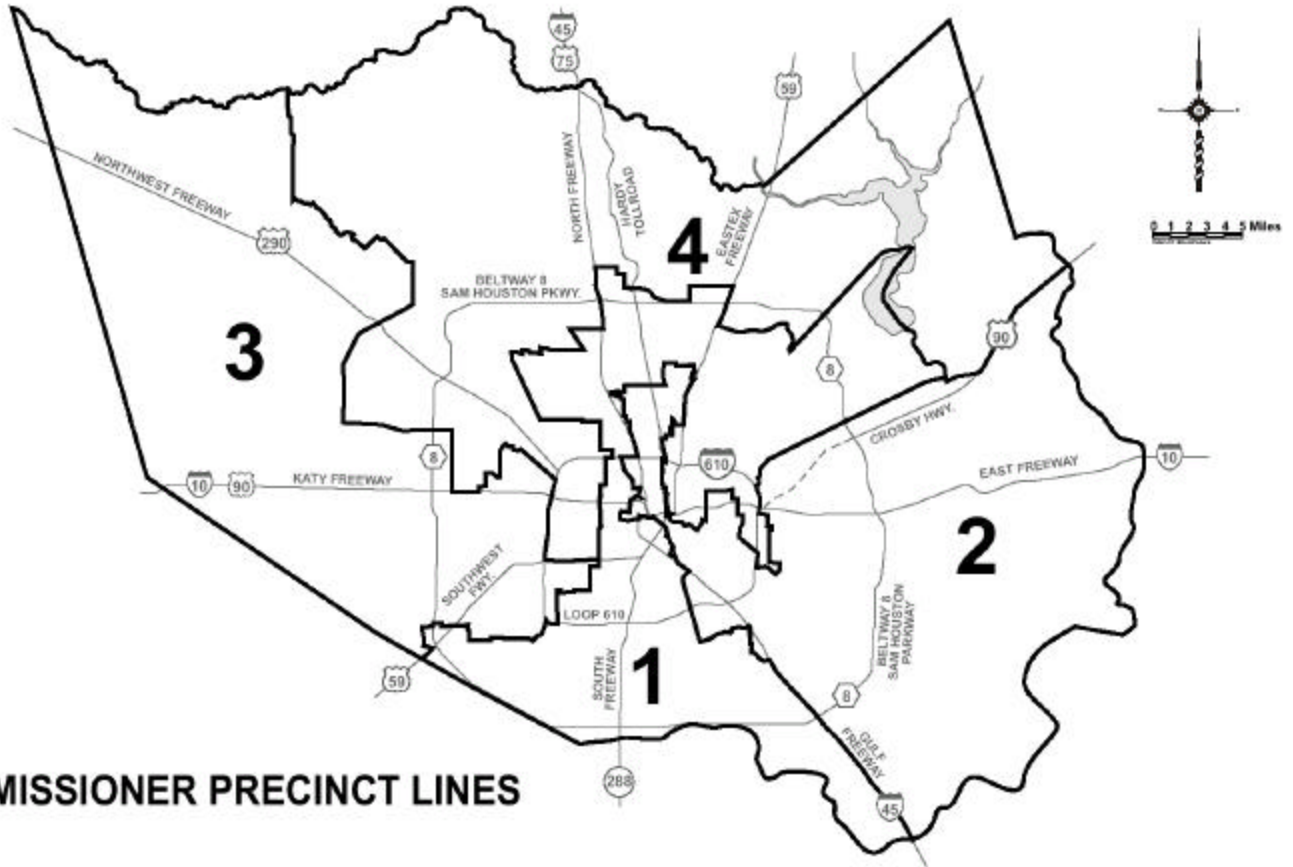 45
75
59
NORTHWEST FREEWAY
NORTH FREEWAY
HARDY
TOLLROAD
EASTEX
FREEWAY
0 1 2 3 4 5 Miles
290
4
BELTWAY 8
SAM HOUSTON PKWY.
3
90
8
CROSBY HWY.
8
610
EAST FREEWAY
10
10
90
KATY FREEWAY
2
SOUTHWEST
FWY.
LOOP 610
BELTWAY 8
SAM HOUSTON
PARKWAY
59
SOUTH
FREEWAY
1
8
GULF
FREEWAY
288
45
MISSIONER PRECINCT LINES